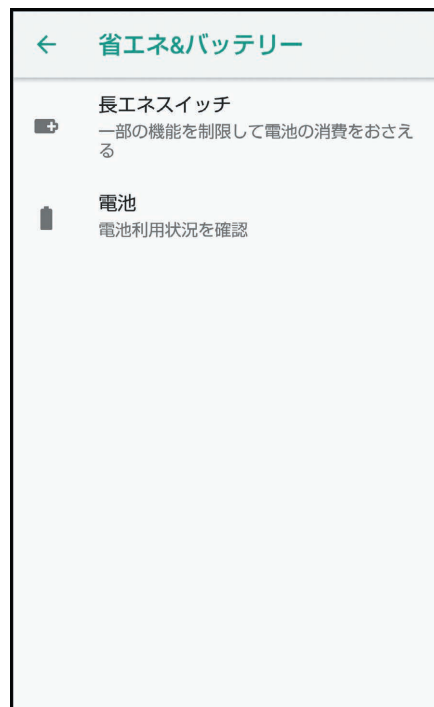 省エネ&バッテリー
長エネスイッチ
一部の機能を制限して電池の消費をおさえ
る
電池
電池利用状況を確認